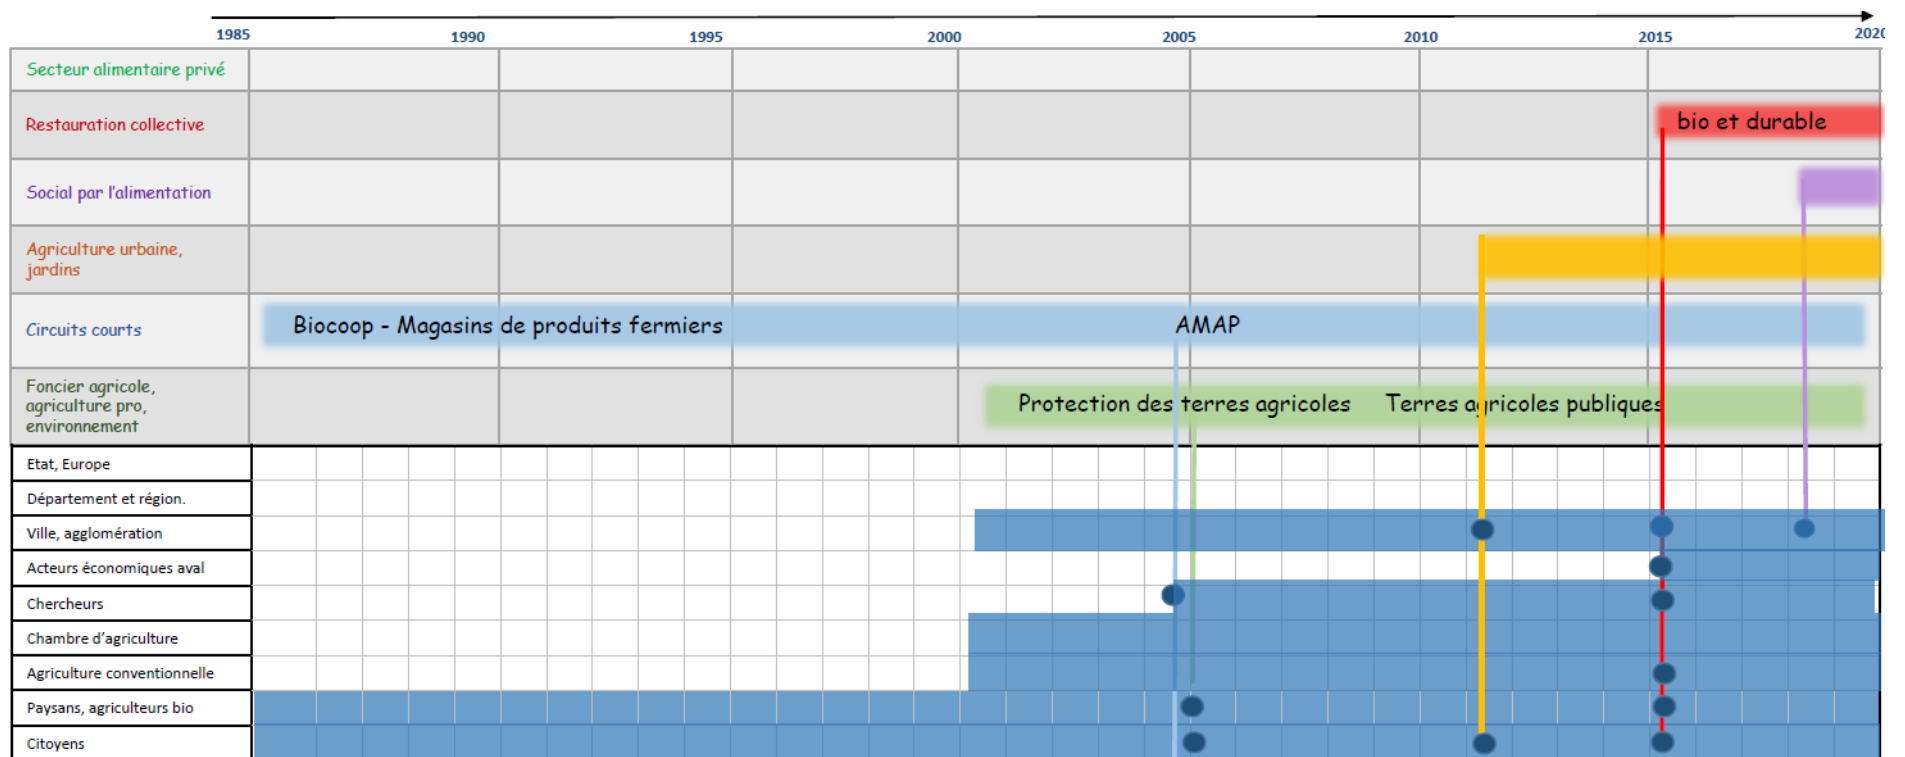 1985 1990 1995 2000 2005 2010 2015 2020
Secteur alimentaire privé
Restauration collective
bio et durable
Social par l'alimentation
Agriculture urbaine,
jardins
Circuits courts
Biocoop - Magasins de produits fermiers
AMAP
Foncier agricole,
agriculture pro,
environnement
Protection des terres agricoles
Terres agricoles publiques
Etat, Europe
Département et région.
Ville, agglomération
Acteurs économiques aval
Chercheurs
Chambre d'agriculture
Agriculture conventionnelle
Paysans, agriculteurs bio
Citoyens